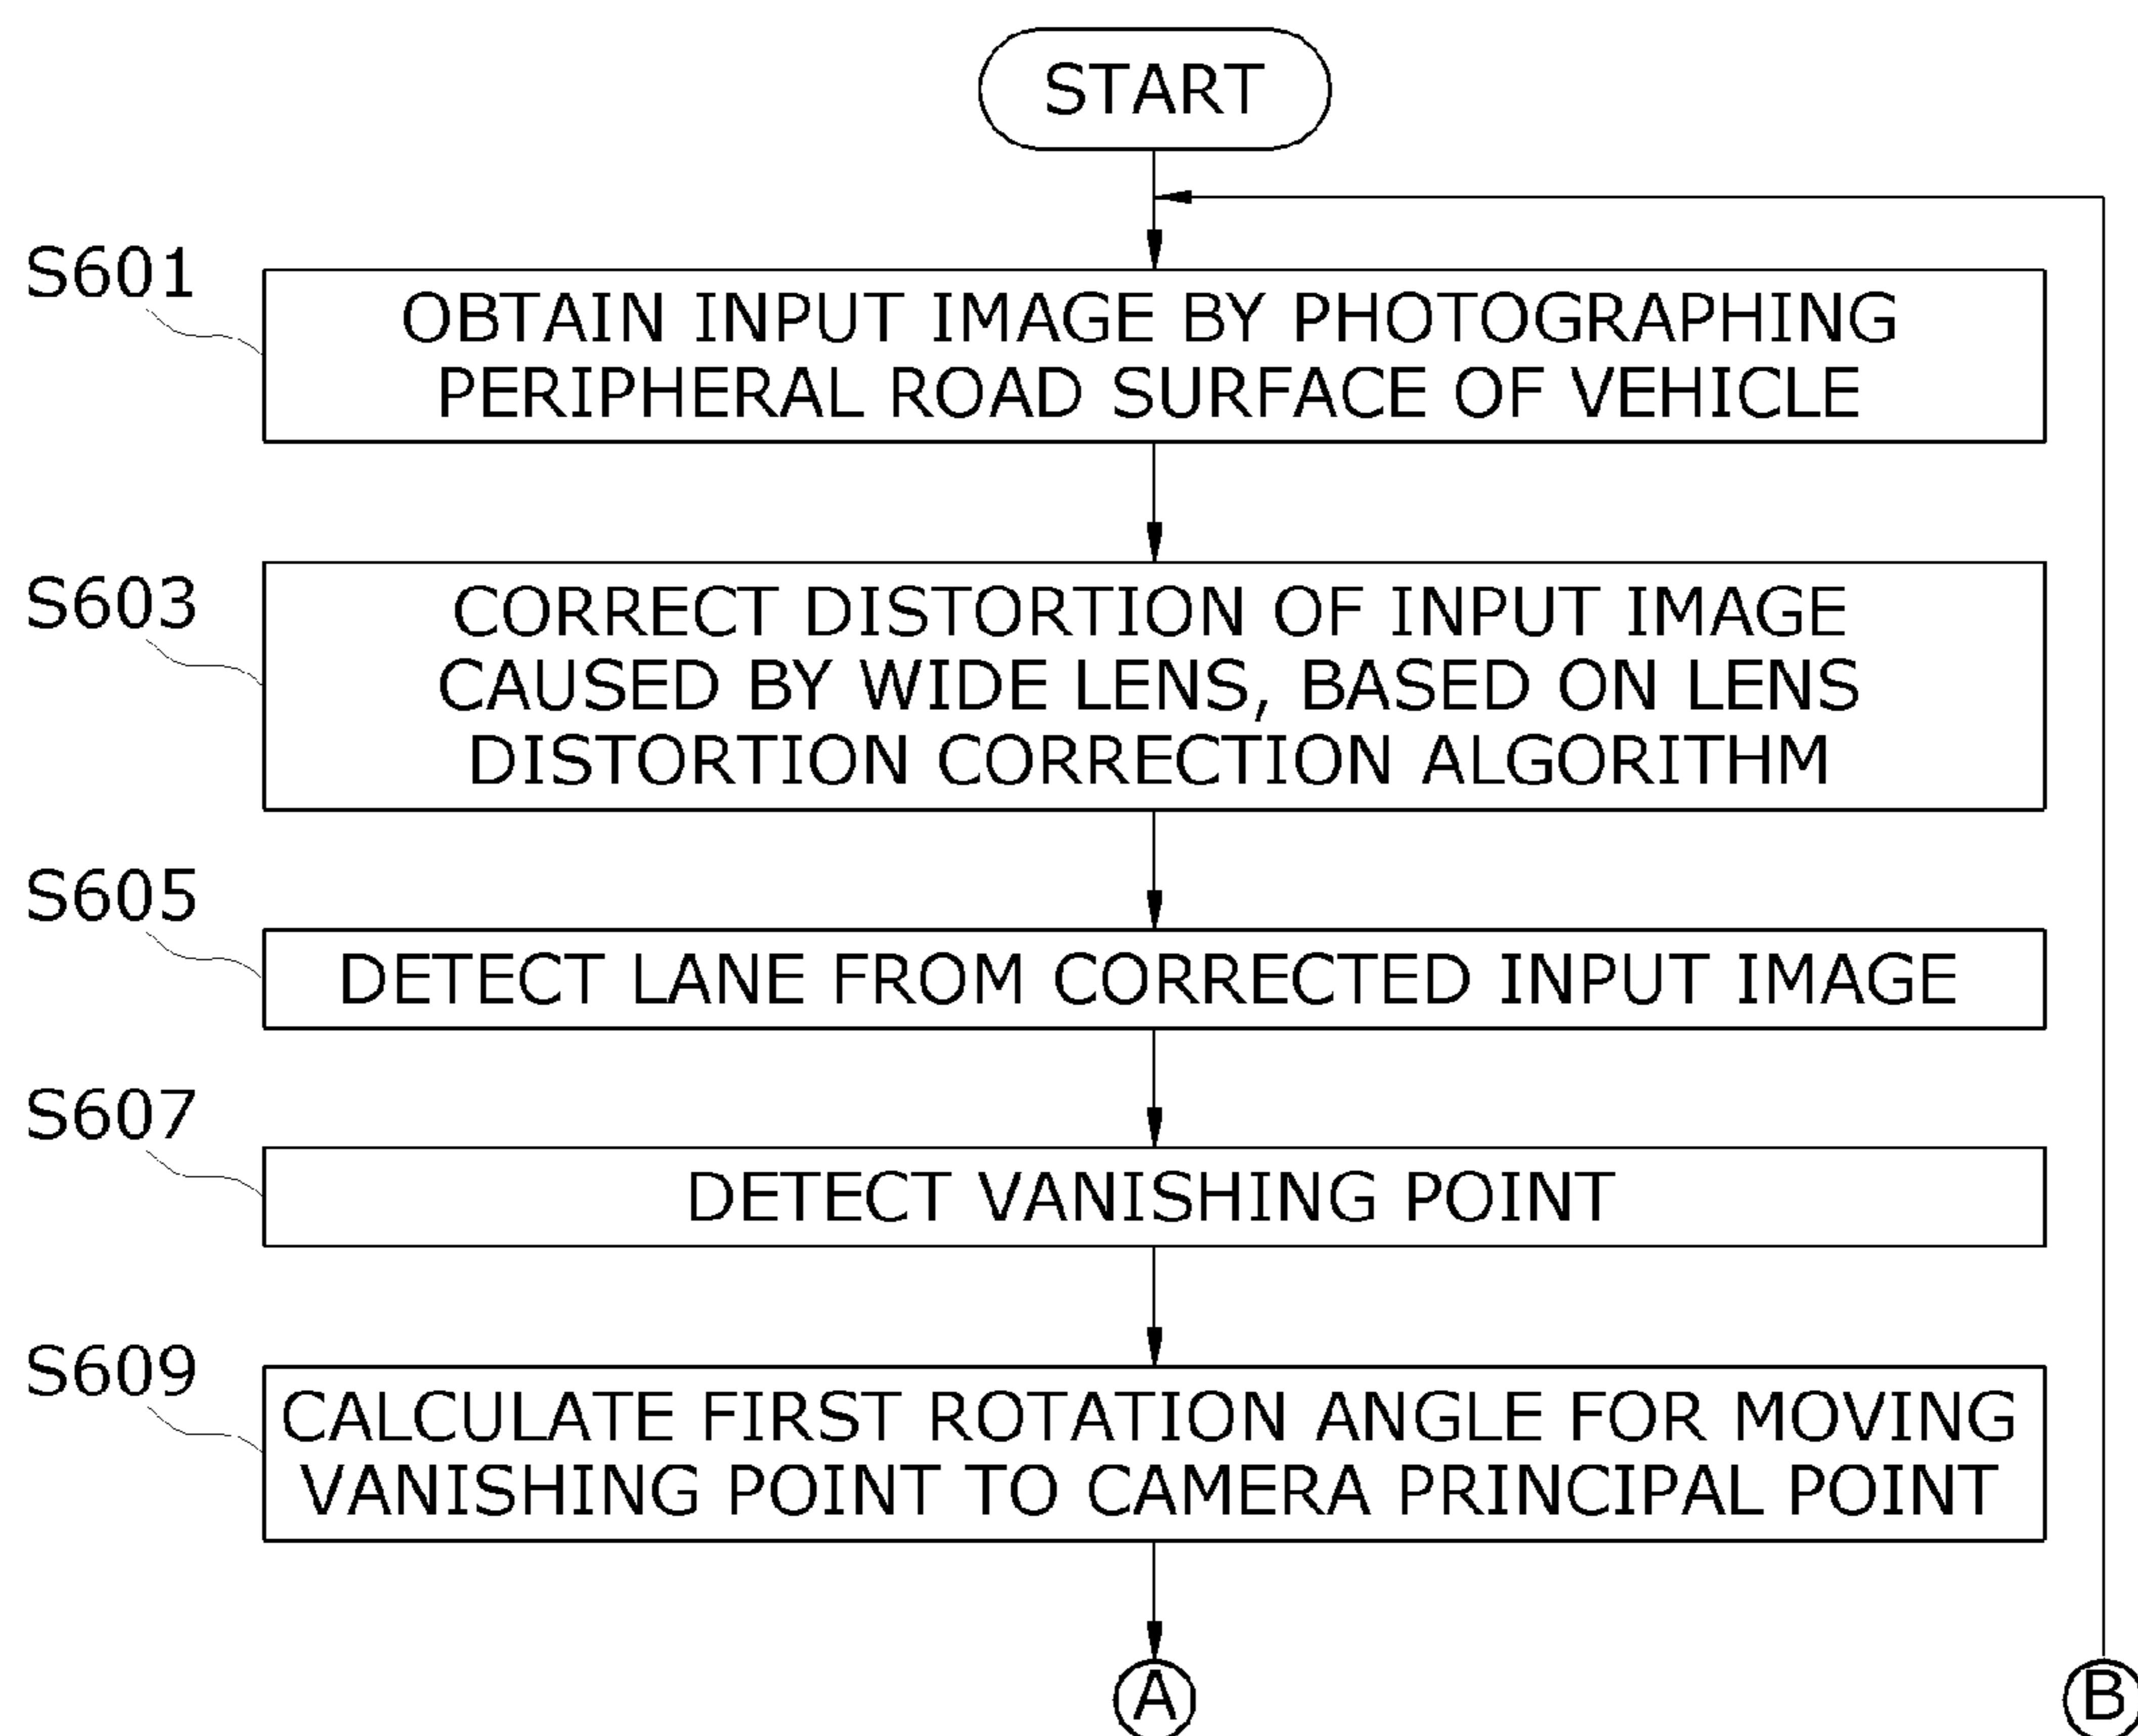 START
S601
OBTAIN INPUT IMAGE BY PHOTOGRAPHING
PERIPHERAL ROAD SURFACE OF VEHICLE
S603
CORRECT DISTORTION OF INPUT IMAGE
CAUSED BY WIDE LENS, BASED ON LENS
DISTORTION CORRECTION ALGORITHM
S605
DETECT LANE FROM CORRECTED INPUT IMAGE
S607
DETECT VANISHING POINT
S609
CALCULATE FIRST ROTATION ANGLE FOR MOVING
VANISHING POINT TO CAMERA PRINCIPAL POINT
A
B